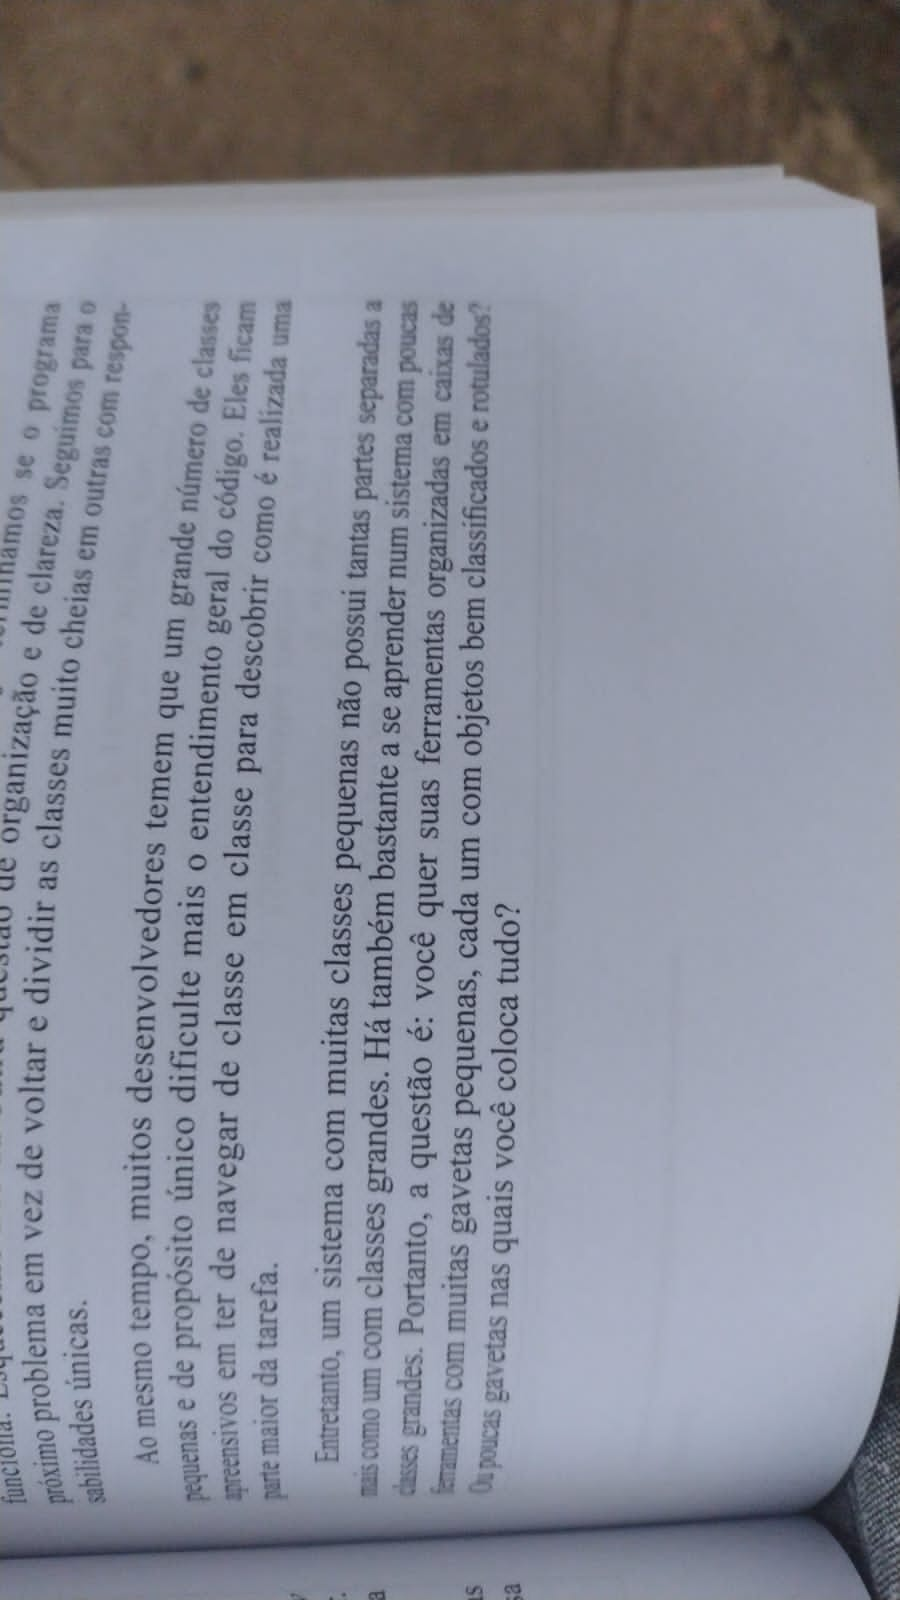 se o programa
funciona. de organização e de clareza. Seguimos para o
próximo problema em vez de voltar e dividir as classes muito cheias em outras com respon-
sabilidades únicas.
Ao mesmo tempo, muitos desenvolvedores temem que um grande número de classes
pequenas e de propósito único dificulte mais o entendimento geral do código. Eles ficam
apreensivos em ter de navegar de classe em classe para descobrir como é realizada uma
parte maior da tarefa.
Entretanto, um sistema com muitas classes pequenas não possui tantas partes separadas a
mais como um com classes grandes. Há também bastante a se aprender num sistema com poucas
classes grandes. Portanto, a questão é: você quer suas ferramentas organizadas em caixas de
ferramentas com muitas gavetas pequenas, cada um com objetos bem classificados e rotulados?
Ou poucas gavetas nas quais você coloca tudo?